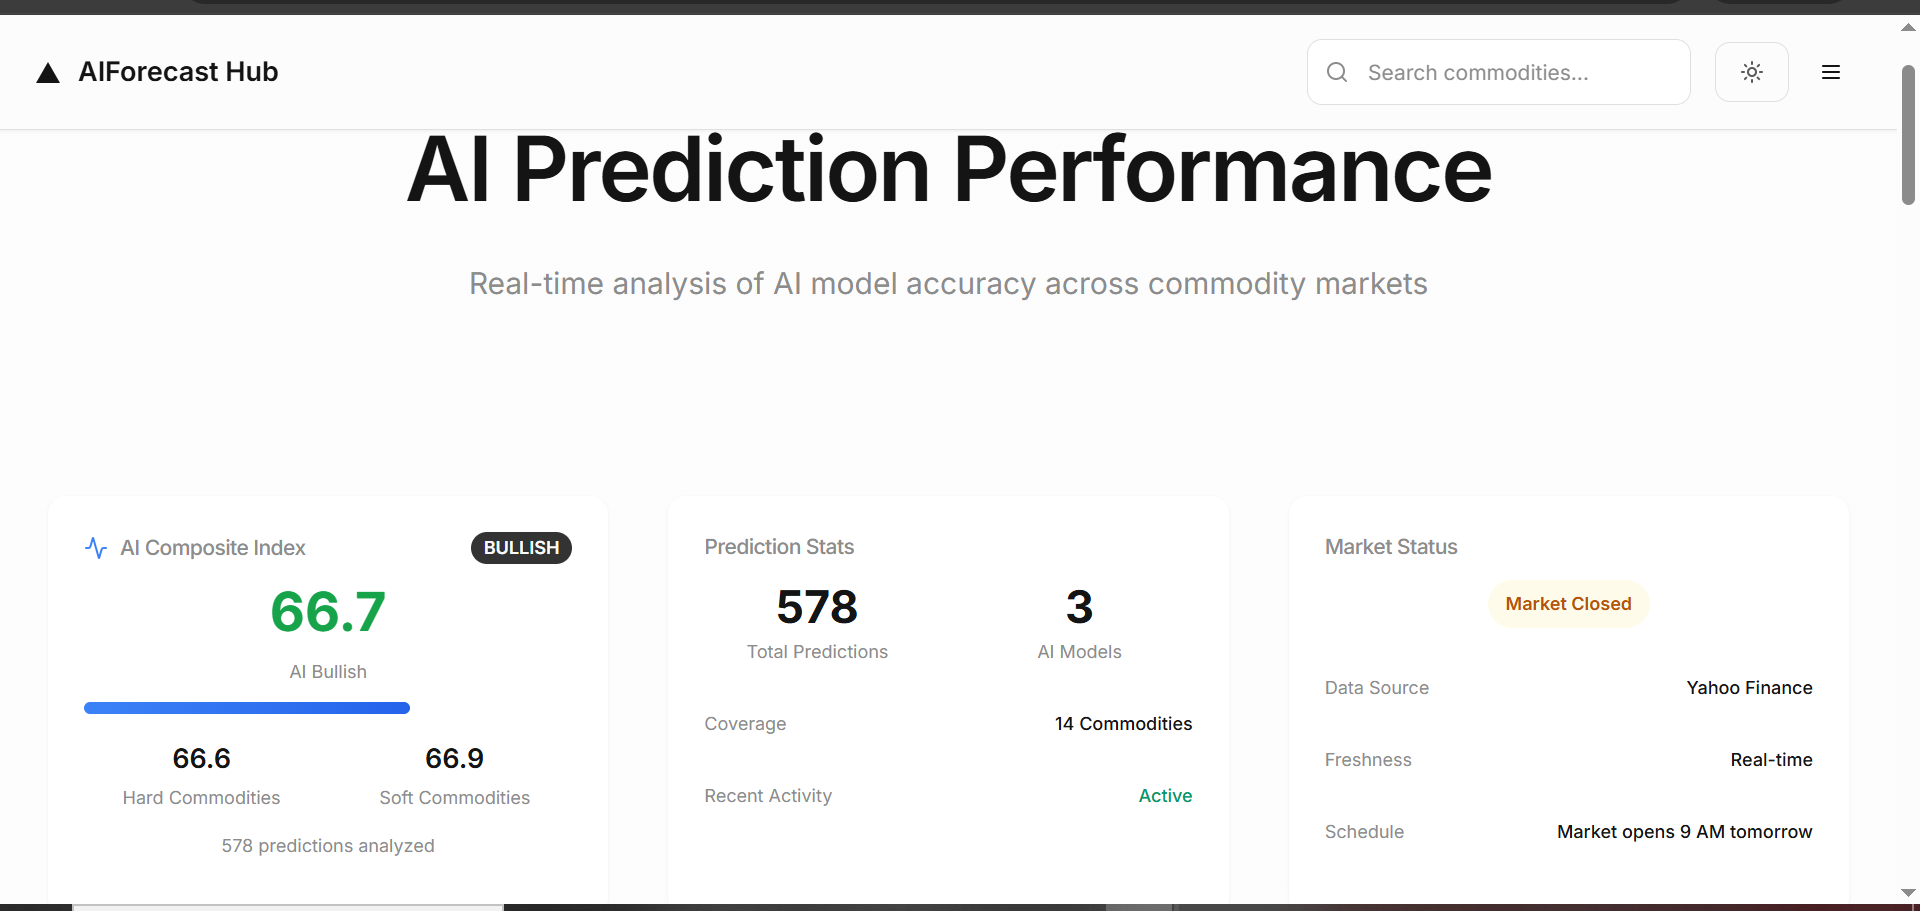 AIForecast Hub
Search commodities...
AI Prediction Performance
Real-time analysis of AI model accuracy across commodity markets
AI Composite Index
BULLISH
66.7
AI Bullish
66.6
66.9
Hard Commodities
Soft Commodities
578 predictions analyzed
Prediction Stats
578
3
Total Predictions
AI Models
Coverage
14 Commodities
Recent Activity
Active
Market Status
Market Closed
Data Source
Yahoo Finance
Freshness
Real-time
Schedule
Market opens 9 AM tomorrow